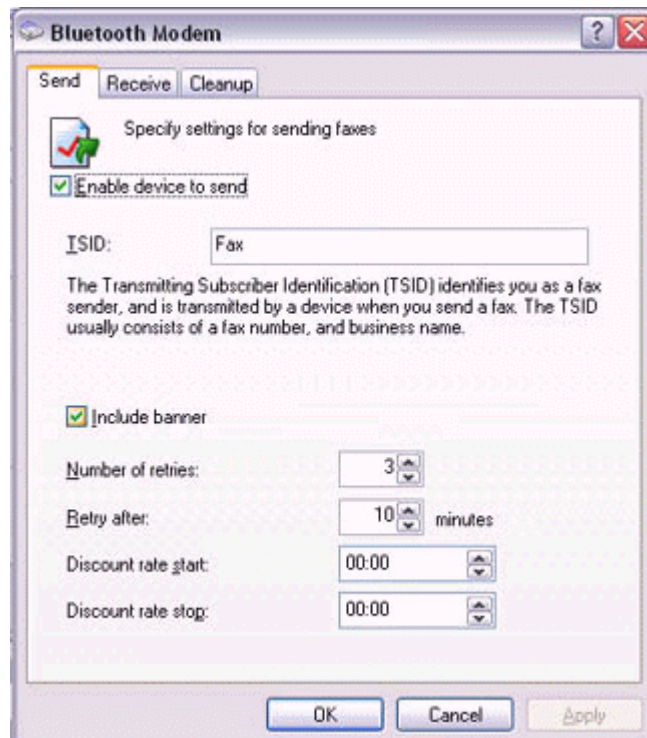 Bluetooth Modem
Send Receive Cleanup
Specify settings for sending faxes
Enable device to send
TSID: Fax
The Transmitting Subscriber Identification (TSID) identifies you as a fax
sender, and is transmitted by a device when you send a fax. The TSID
usually consists of a fax number, and business name.
Include banner
Number of retries: 3
Retry after: 10 minutes
Discount rate start: 00:00
Discount rate stop: 00:00
OK Cancel Apply